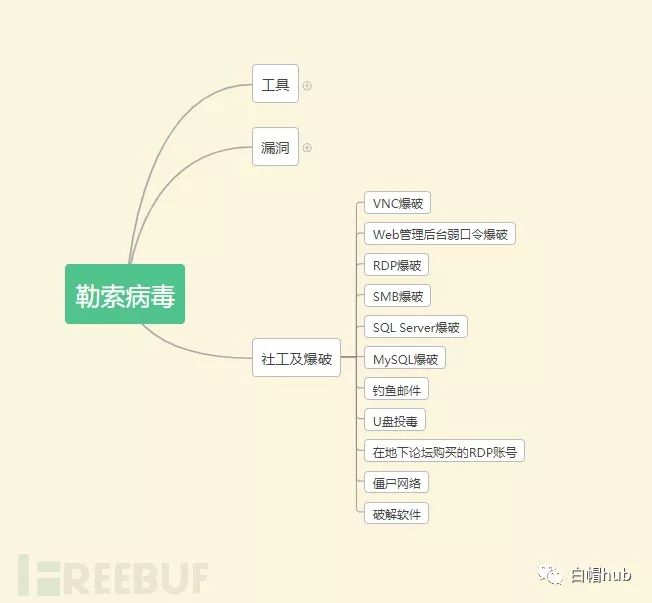 工具
漏洞
勒索病毒
社工及爆破
VNC爆破
Web管理后台弱口令爆破
RDP爆破
SMB爆破
SQL Server爆破
MySQL爆破
钓鱼邮件
U盘投毒
在地下论坛购买的RDP账号
僵尸网络
破解软件
FREEBUF
白帽hub